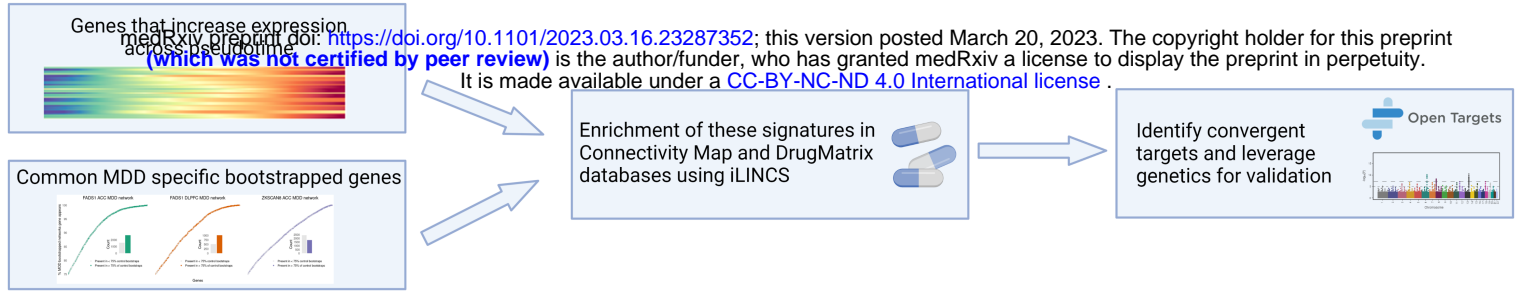 Genes that increase expression
across pseudotime
medRxiv preprint doi: https://doi.org/10.1101/2023.03.16.23287352; this version posted March 20, 2023. The copyright holder for this preprint
(which was not certified by peer review) is the author/funder, who has granted medRxiv a license to display the preprint in perpetuity.
It is made available under a CC-BY-NC-ND 4.0 International license .
Common MDD specific bootstrapped genes
FADS1 ACC MDD network
FADS1 DLPFC MDD network
ZKSCAN8 ACC MDD network
Count
Count
Count
Genes
Enrichment of these signatures in
Connectivity Map and DrugMatrix
databases using iLINCS
Identify convergent
targets and leverage
genetics for validation
Open Targets
Chromosome